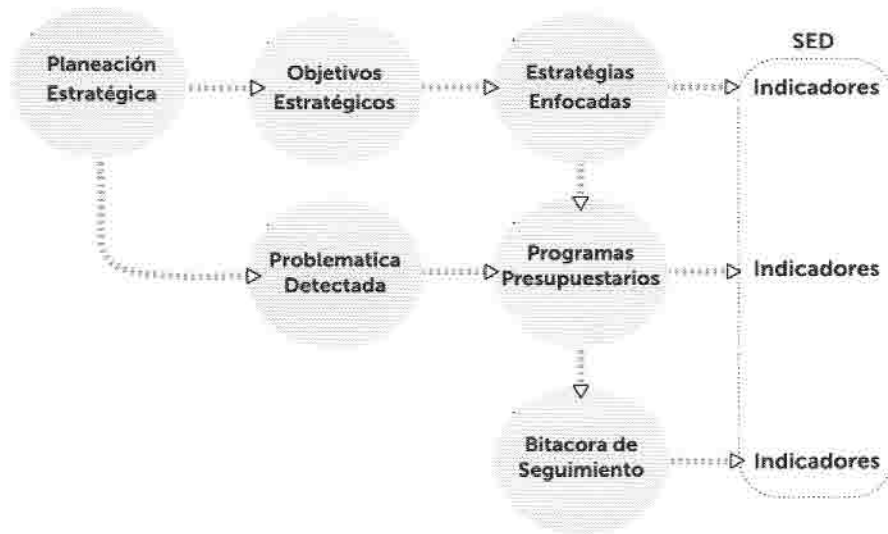 SED
Planeación
Estratégica
Objetivos
Estratégicos
Estratégias
Enfocadas
Indicadores
Problematica
Detectada
Programas
Presupuestarios
Indicadores
Bitacora de
Seguimiento
Indicadores